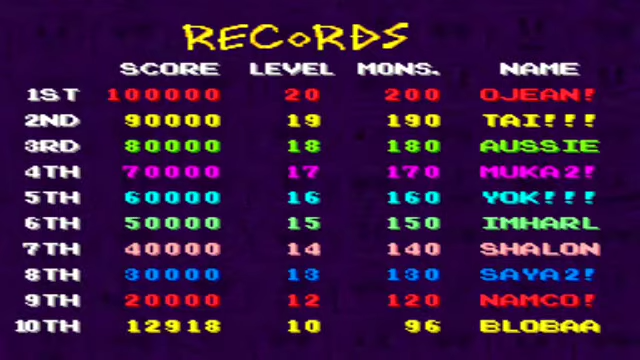 RECoRDS
SCORE LEVEL MONS. NAME
1ST 100000 20 200 OJEAN!
2ND 90000 19 190 TAI!!!
3RD 80000 18 180 AUSSIE
4TH 70000 17 170 MUKA2!
5TH 60000 16 160 YOK!!!
6TH 50000 15 150 IMHARL
7TH 40000 14 140 SHALON
8TH 30000 13 130 SAYA2!
9TH 20000 12 120 NAMCO!
10TH 12918 10 96 BLOBAA